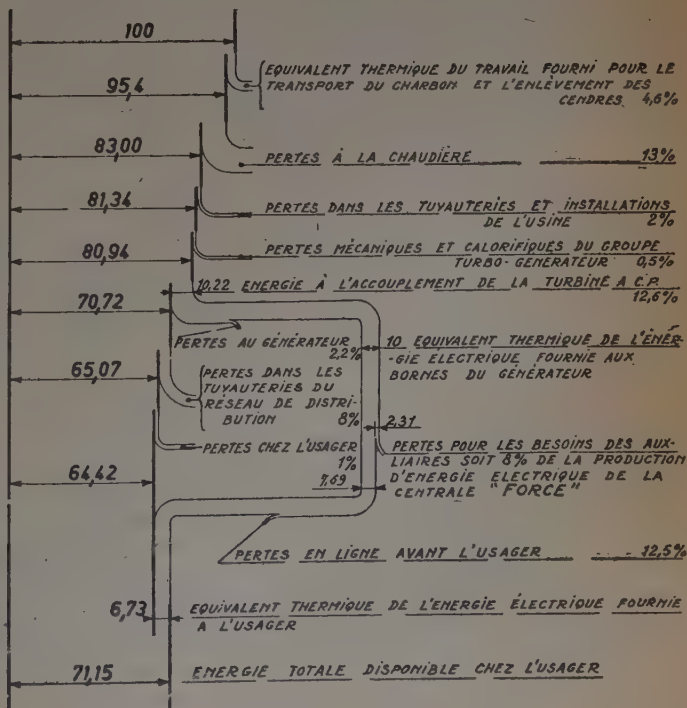 100
EQUIVALENT THERMIQUE DU TRAVAIL FOURNI POUR LE
TRANSPORT DU CHARBON ET L'ENLÈVEMENT DES
CENDRES 4,6%
95,4
83,00
PERTES À LA CHAUDIÈRE 13%
81,34
PERTES DANS LES TUYAUTERIES ET INSTALLATIONS
DE L'USINE 2%
80,94
PERTES MÉCANIQUES ET CALORIFIQUES DU GROUPE
TURBO-GÉNÉRATEUR 0,5%
10,22 ENERGIE À L'ACCOUPLEMENT DE LA TURBINE A C.P.
12,6%
70,72
PERTES AU GÉNÉRATEUR
2,2%
10 EQUIVALENT THERMIQUE DE L'ÉNER-
GIE ELECTRIQUE FOURNIE AUX
BORNES DU GÉNÉRATEUR
65,07
PERTES DANS LES
TUYAUTERIES DU
RÉSEAU DE DISTRI-
BUTION 8%
2,31
PERTES CHEZ L'USAGER
1%
PERTES POUR LES BESOINS DES AUX-
LIAIRES SOIT 8% DE LA PRODUCTION
D'ENERGIE ELECTRIQUE DE LA
CENTRALE "FORCE"
64,42
7,69
PERTES EN LIGNE AVANT L'USAGER 12,5%
6,73
EQUIVALENT THERMIQUE DE L'ENERGIE ÉLECTRIQUE FOURNIE
A L'USAGER
71,15
ENERGIE TOTALE DISPONIBLE CHEZ L'USAGER